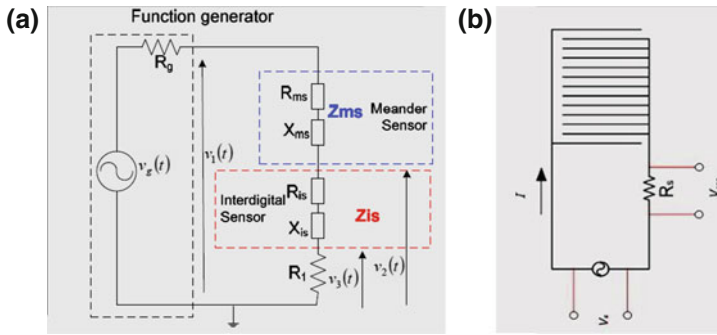 (a)
Function generator
Rg
vg(t)
v1(t)
Rms
Xms
Zms
Meander
Sensor
Interdigital
Sensor
Ris
Xis
Zis
R1
v3(t)
v2(t)
(b)
I
Rs